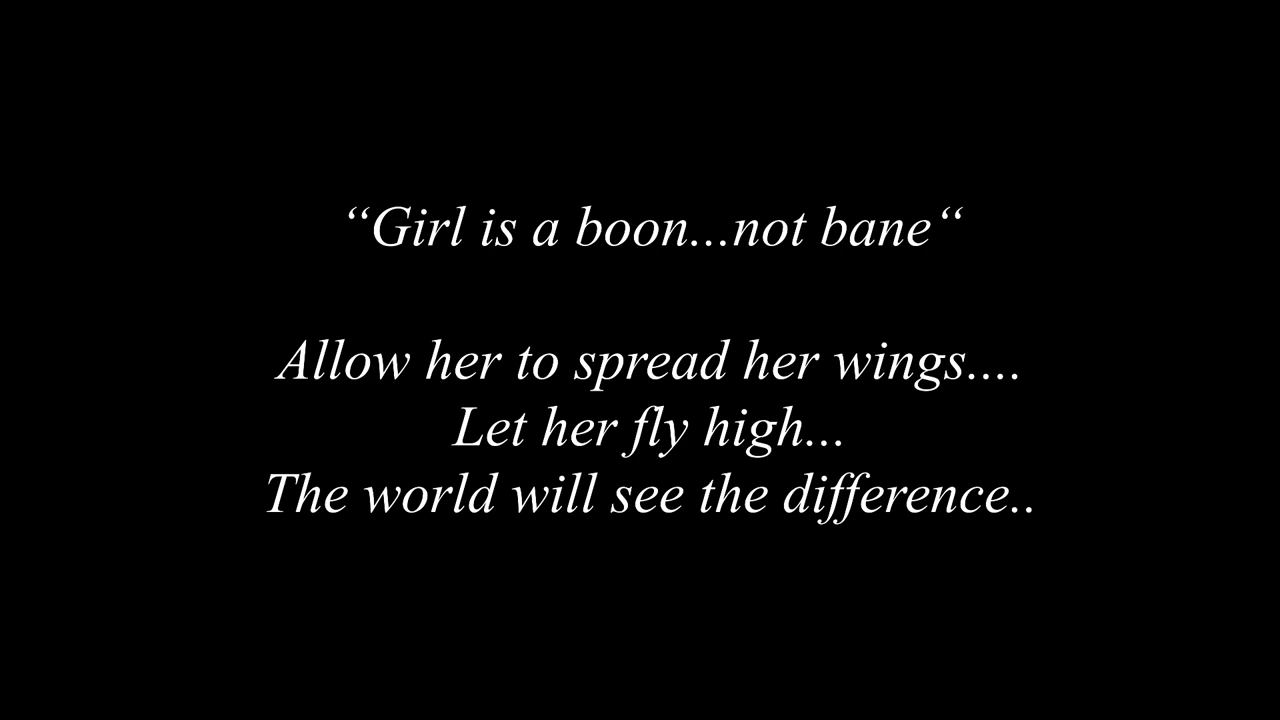 “Girl is a boon...not bane“
Allow her to spread her wings....
Let her fly high...
The world will see the difference..